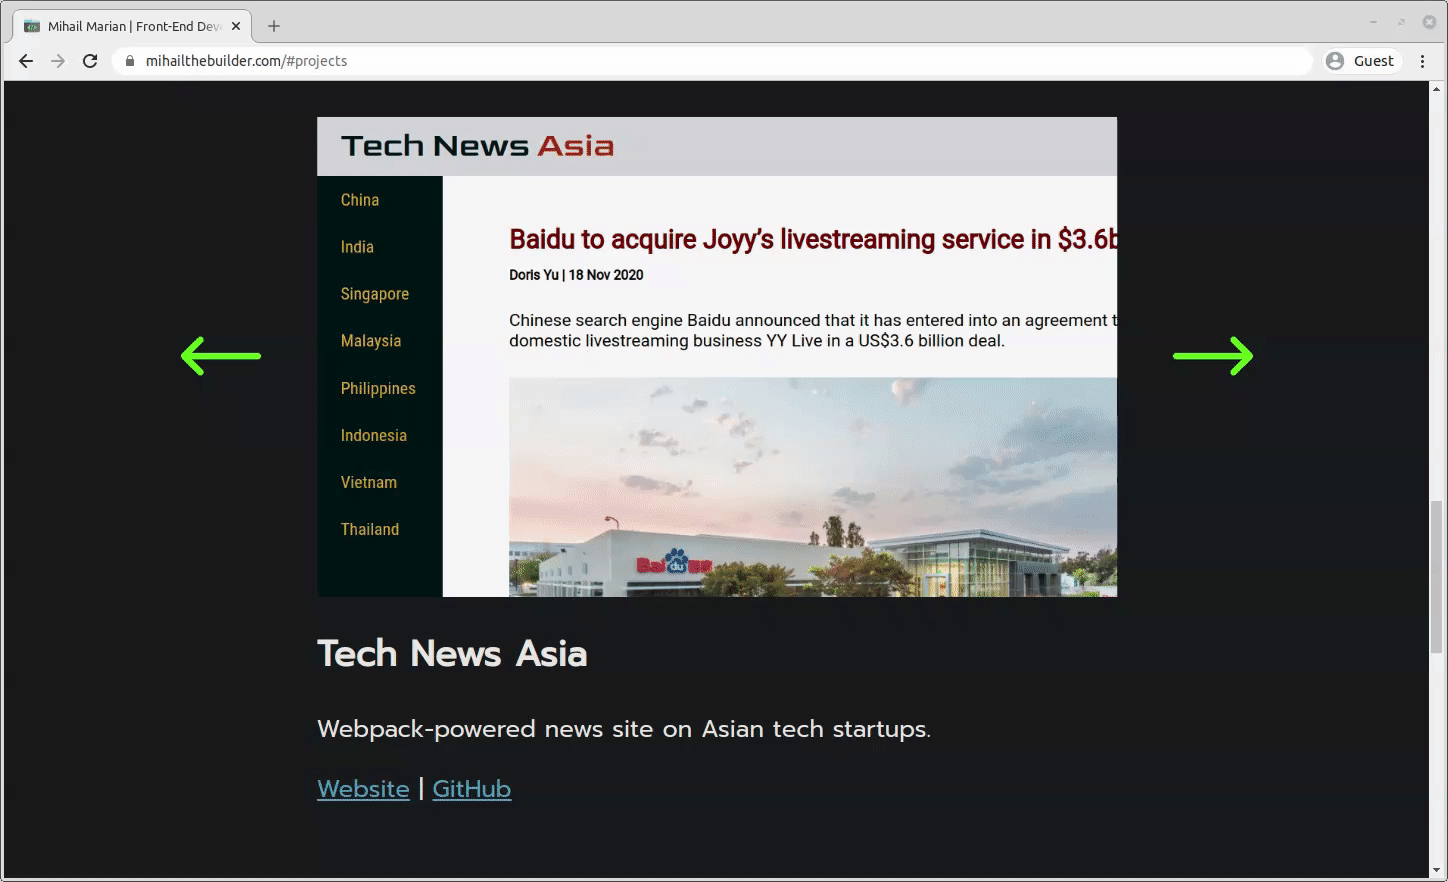 Mihail Marian | Front-End Dev
mihailthebuilder.com/#projects
Guest
Tech News Asia
China
India
Singapore
Malaysia
Philippines
Indonesia
Vietnam
Thailand
Baidu to acquire Joyy's livestreaming service in $3.6b
Doris Yu | 18 Nov 2020
Chinese search engine Baidu announced that it has entered into an agreement t
domestic livestreaming business YY Live in a US$3.6 billion deal.
Tech News Asia
Webpack-powered news site on Asian tech startups.
Website | GitHub